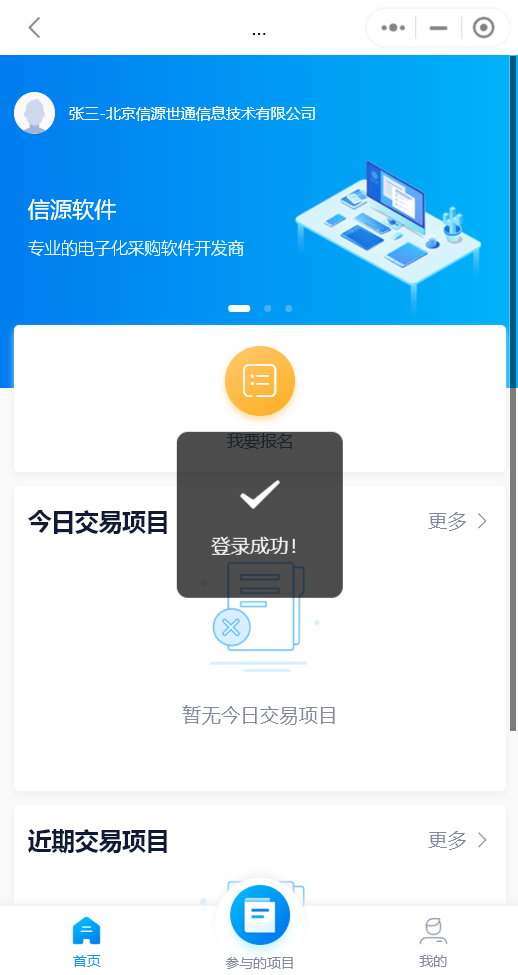 ...
张三-北京信源世通信息技术有限公司
信源软件
专业的电子化采购软件开发商
我要报名
登录成功！
今日交易项目
更多
暂无今日交易项目
近期交易项目
更多
首页
参与的项目
我的